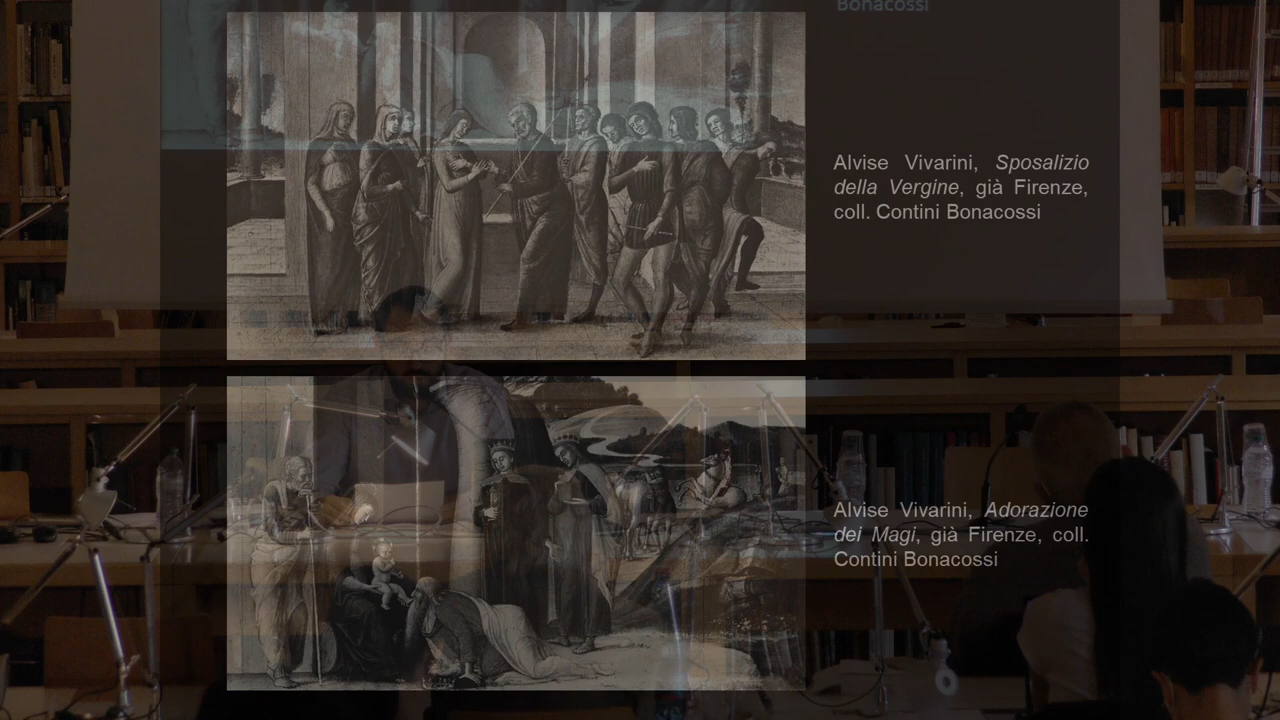 Bonacossi
Alvise Vivarini, Sposalizio
della Vergine, già Firenze,
coll. Contini Bonacossi
Alvise Vivarini, Adorazione
dei Magi, già Firenze, coll.
Contini Bonacossi